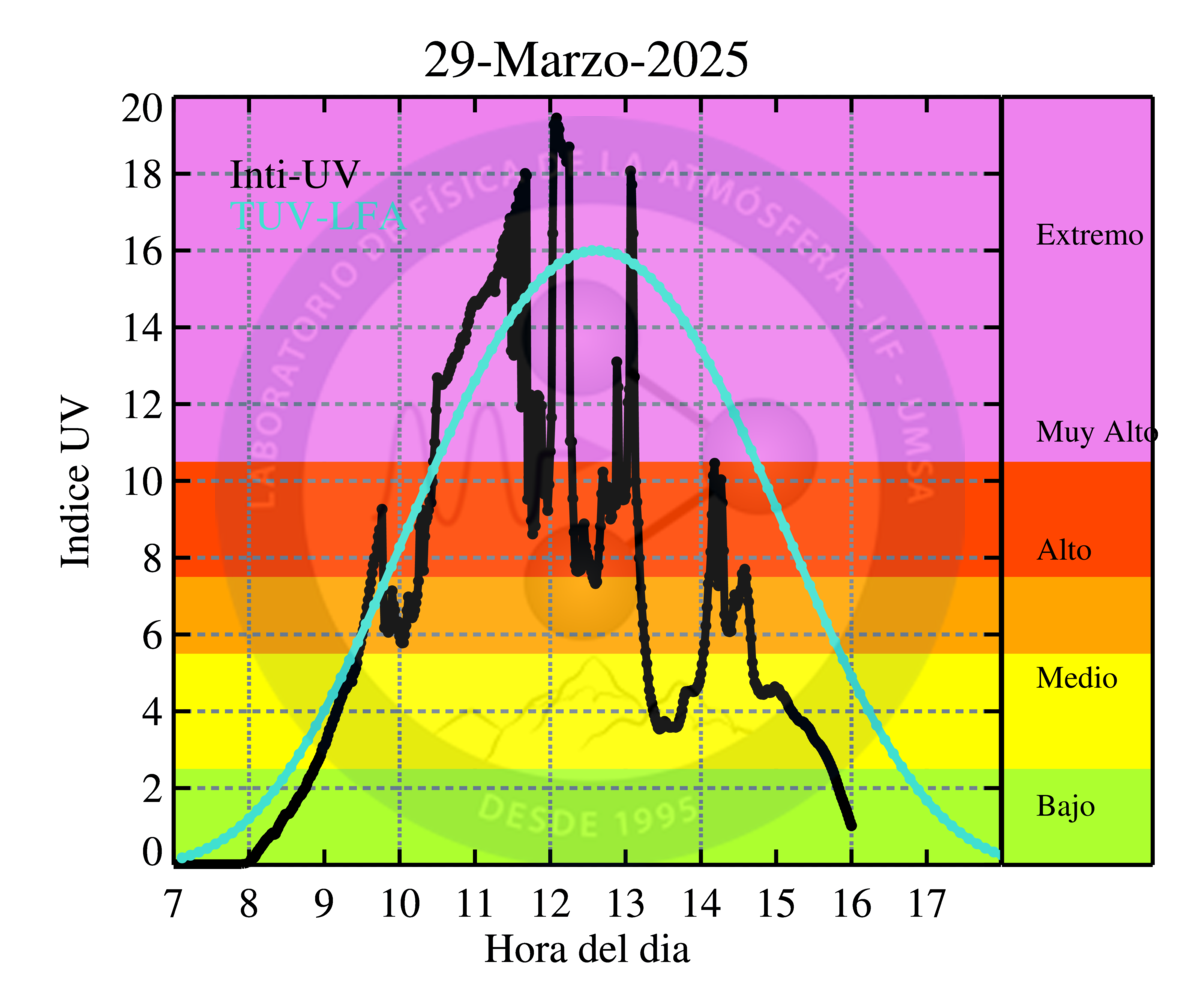 29-Marzo-2025
Inti-UV
TUV-LFA
LABORATORIO DE FÍSICA DE LA ATMÓSFERA - IIF - UMSA
DESDE 1995
Indice UV
20
18
16
14
12
10
8
6
4
2
0
Extremo
Muy Alto
Alto
Medio
Bajo
7 8 9 10 11 12 13 14 15 16 17
Hora del dia